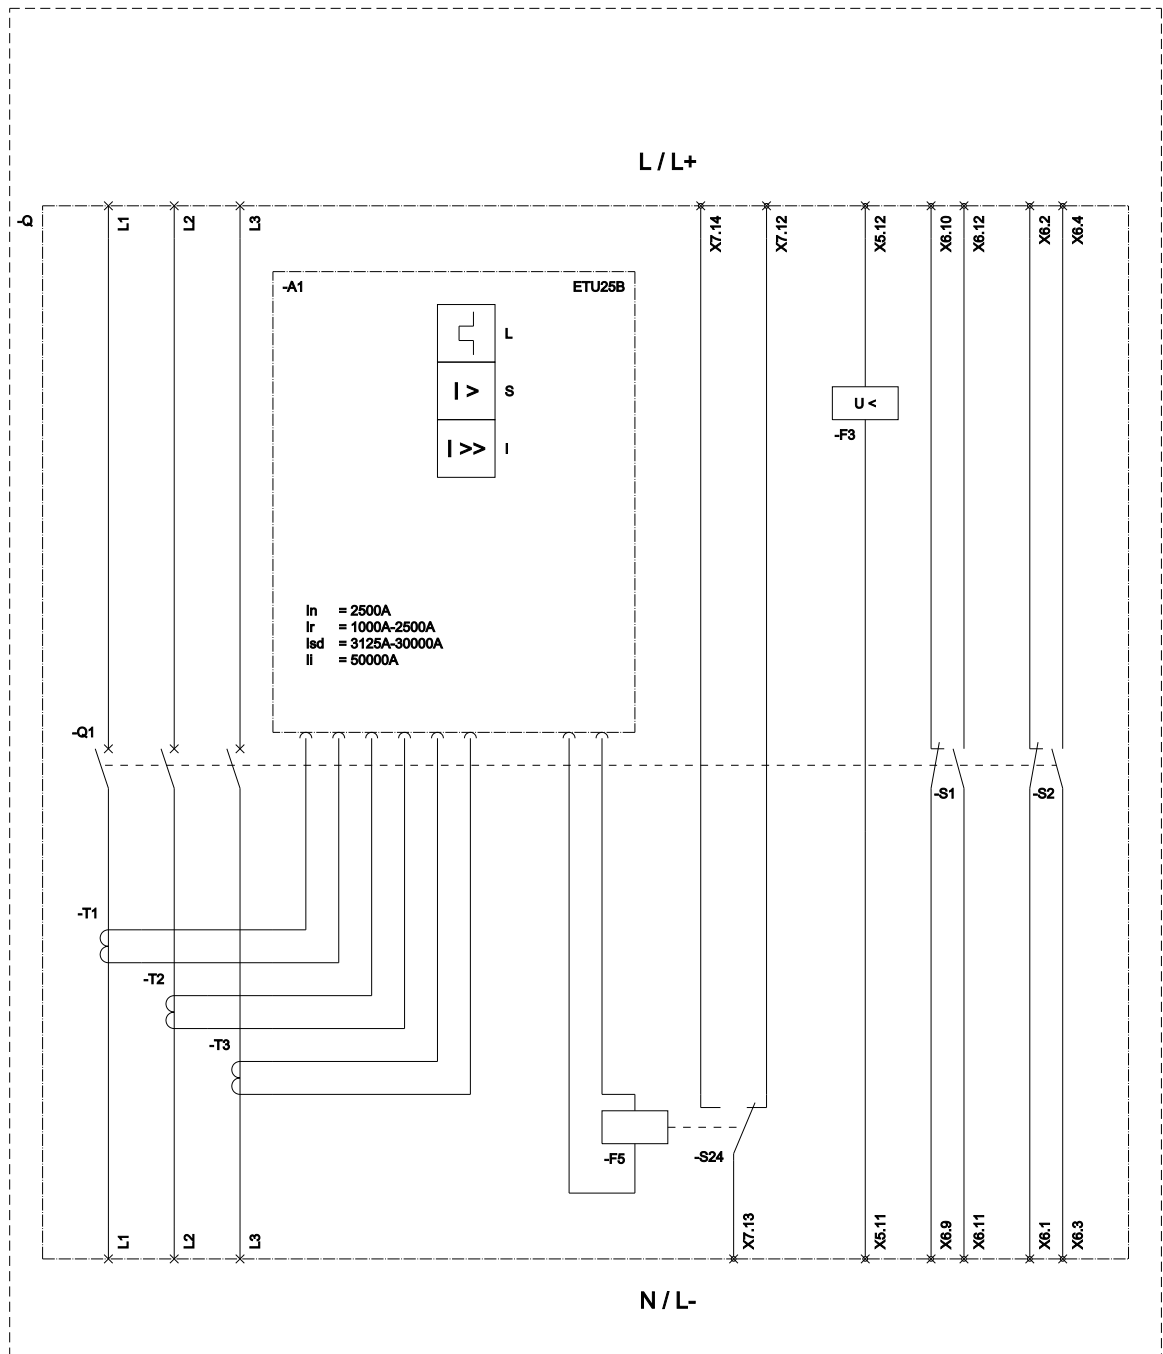 L / L+
-Q
L1
L2
L3
X7.14
X7.12
X5.12
X6.10
X6.12
X6.2
X6.4
-A1
ETU25B
L
I >
S
I >>
I
U <
-F3
In = 2500A
Ir = 1000A-2500A
Isd = 3125A-30000A
Ii = 50000A
-Q1
-S1
-S2
-T1
-T2
-T3
-F5
-S24
L1
L2
L3
X7.13
X5.11
X6.9
X6.11
X6.1
X6.3
N / L-